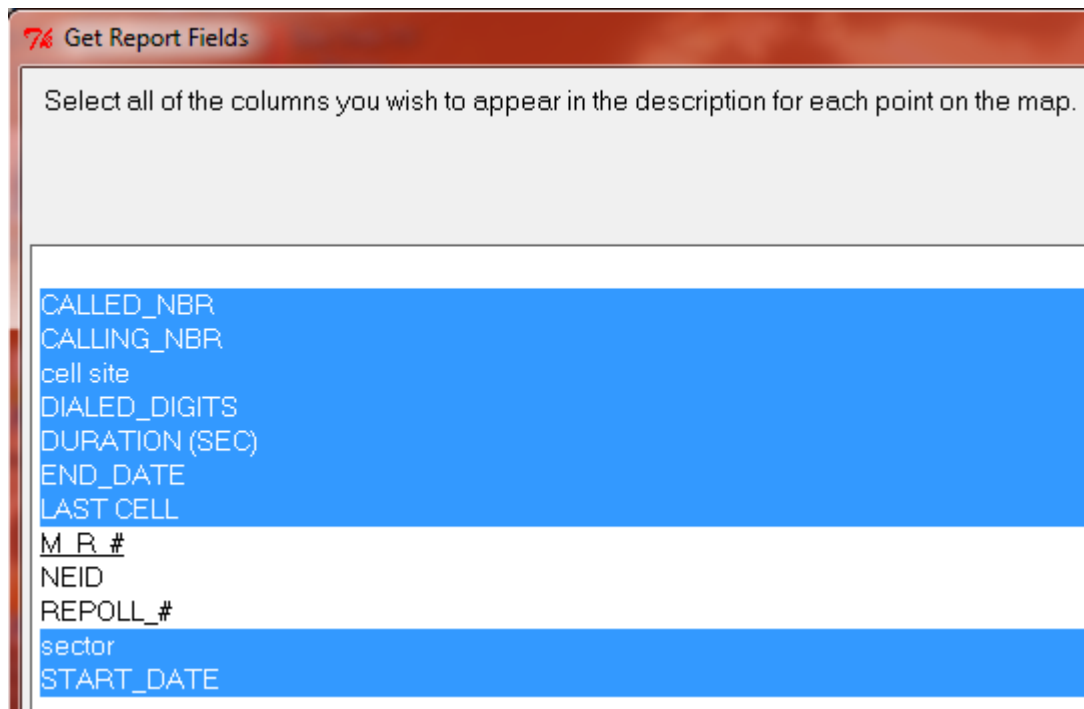 Get Report Fields
Select all of the columns you wish to appear in the description for each point on the map.
CALLED_NBR
CALLING_NBR
cell site
DIALED_DIGITS
DURATION (SEC)
END_DATE
LAST CELL
M_R_#
NEID
REPOLL_#
sector
START_DATE